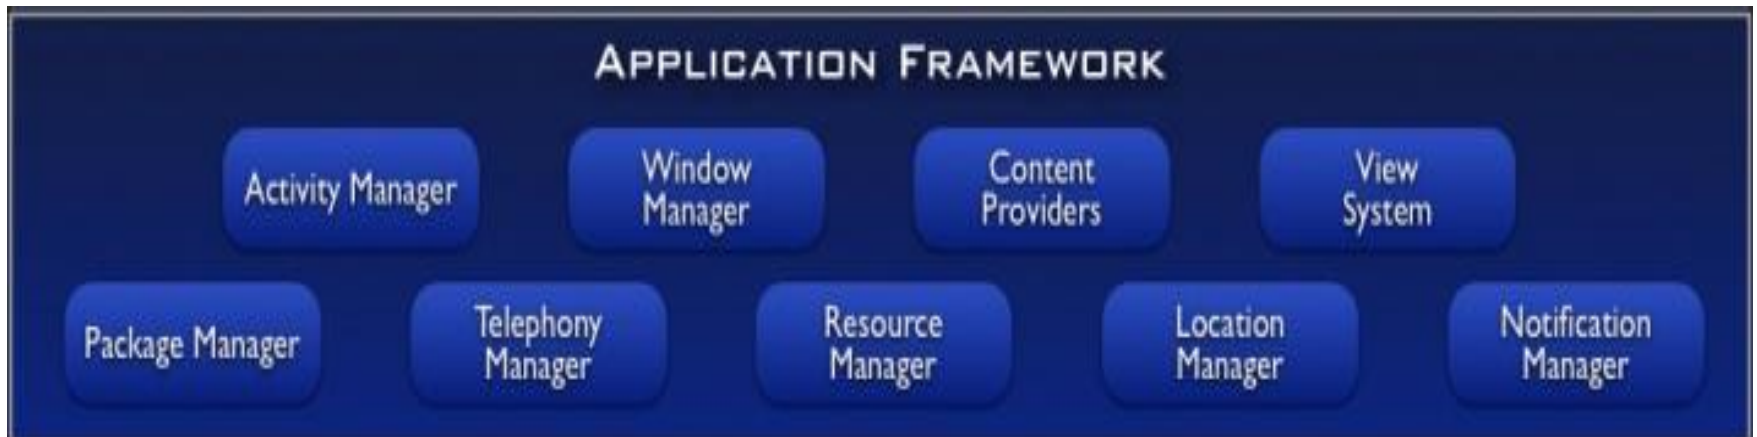 APPLICATION FRAMEWORK
Activity Manager
Window
Manager
Content
Providers
View
System
Package Manager
Telephony
Manager
Resource
Manager
Location
Manager
Notification
Manager